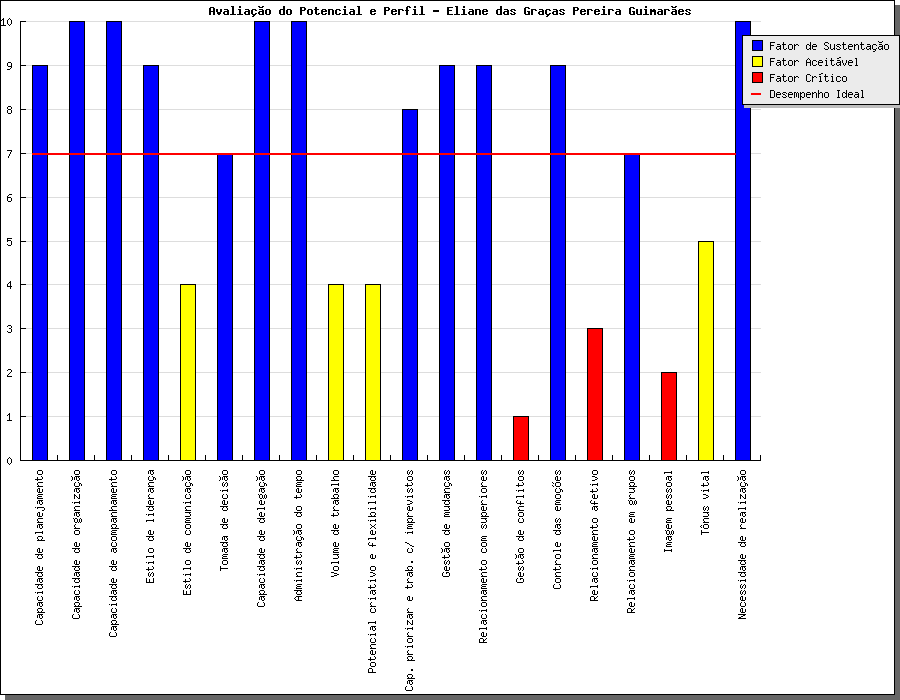 Avaliação do Potencial e Perfil - Eliane das Graças Pereira Guimarães
10
9
8
7
6
5
4
3
2
1
0
Fator de Sustentação
Fator Aceitável
Fator Crítico
Desempenho Ideal
Capacidade de planejamento
Capacidade de organização
Capacidade de acompanhamento
Estilo de liderança
Estilo de comunicação
Tomada de decisão
Capacidade de delegação
Administração do tempo
Volume de trabalho
Potencial criativo e flexibilidade
Cap. priorizar e trab. c/ imprevistos
Gestão de mudanças
Relacionamento com superiores
Gestão de conflitos
Controle das emoções
Relacionamento afetivo
Relacionamento em grupos
Imagem pessoal
Tônus vital
Necessidade de realização